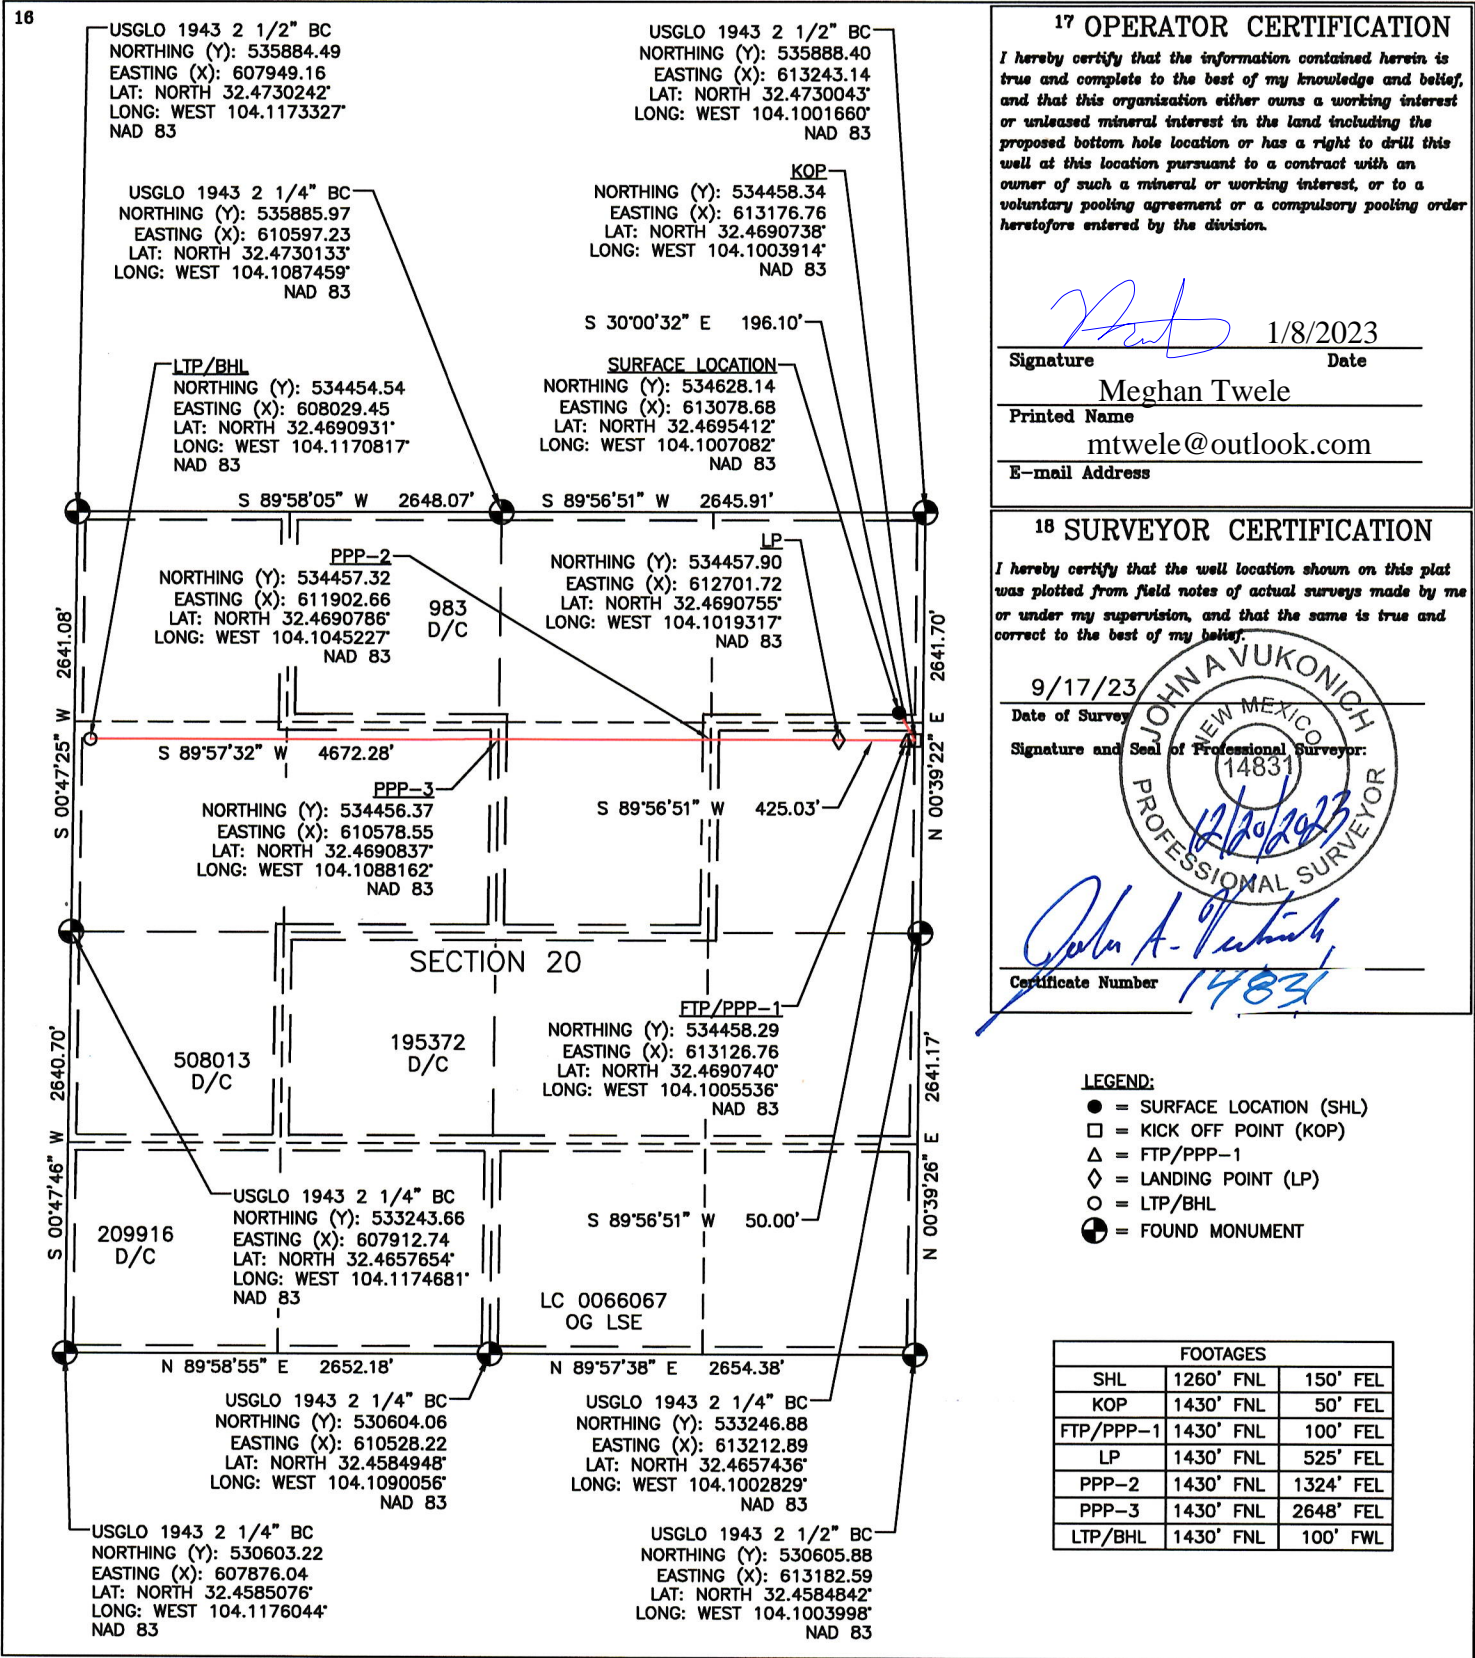 16
USGLO 1943 2 1/2" BC
NORTHING (Y): 535884.49
EASTING (X): 607949.16
LAT: NORTH 32.4730242°
LONG: WEST 104.1173327°
NAD 83
USGLO 1943 2 1/2" BC
NORTHING (Y): 535888.40
EASTING (X): 613243.14
LAT: NORTH 32.4730043°
LONG: WEST 104.1001660°
NAD 83
USGLO 1943 2 1/4" BC
NORTHING (Y): 535885.97
EASTING (X): 610597.23
LAT: NORTH 32.4730133°
LONG: WEST 104.1087459°
NAD 83
KOP
NORTHING (Y): 534458.34
EASTING (X): 613176.76
LAT: NORTH 32.4690738°
LONG: WEST 104.1003914°
NAD 83
S 30°00'32" E 196.10'
LTP/BHL
NORTHING (Y): 534454.54
EASTING (X): 608029.45
LAT: NORTH 32.4690931°
LONG: WEST 104.1170817°
NAD 83
SURFACE LOCATION
NORTHING (Y): 534628.14
EASTING (X): 613078.68
LAT: NORTH 32.4695412°
LONG: WEST 104.1007082°
NAD 83
S 89°58'05" W 2648.07'
S 89°56'51" W 2645.91'
PPP-2
NORTHING (Y): 534457.32
EASTING (X): 611902.66
LAT: NORTH 32.4690786°
LONG: WEST 104.1045227°
NAD 83
983
D/C
LP
NORTHING (Y): 534457.90
EASTING (X): 612701.72
LAT: NORTH 32.4690755°
LONG: WEST 104.1019317°
NAD 83
S 00°47'25" W 2641.08'
N 00°39'22" E 2641.70'
S 89°57'32" W 4672.28'
PPP-3
NORTHING (Y): 534456.37
EASTING (X): 610578.55
LAT: NORTH 32.4690837°
LONG: WEST 104.1088162°
NAD 83
S 89°56'51" W 425.03'
SECTION 20
FTP/PPP-1
NORTHING (Y): 534458.29
EASTING (X): 613126.76
LAT: NORTH 32.4690740°
LONG: WEST 104.1005536°
NAD 83
508013
D/C
195372
D/C
S 00°47'46" W 2640.70'
N 00°39'26" E 2641.17'
USGLO 1943 2 1/4" BC
NORTHING (Y): 533243.66
EASTING (X): 607912.74
LAT: NORTH 32.4657654°
LONG: WEST 104.1174681°
NAD 83
209916
D/C
S 89°56'51" W 50.00'
LC 0066067
OG LSE
N 89°58'55" E 2652.18'
N 89°57'38" E 2654.38'
USGLO 1943 2 1/4" BC
NORTHING (Y): 530604.06
EASTING (X): 610528.22
LAT: NORTH 32.4584948°
LONG: WEST 104.1090056°
NAD 83
USGLO 1943 2 1/4" BC
NORTHING (Y): 533246.88
EASTING (X): 613212.89
LAT: NORTH 32.4657436°
LONG: WEST 104.1002829°
NAD 83
USGLO 1943 2 1/4" BC
NORTHING (Y): 530603.22
EASTING (X): 607876.04
LAT: NORTH 32.4585076°
LONG: WEST 104.1176044°
NAD 83
USGLO 1943 2 1/2" BC
NORTHING (Y): 530605.88
EASTING (X): 613182.59
LAT: NORTH 32.4584842°
LONG: WEST 104.1003998°
NAD 83
17 OPERATOR CERTIFICATION
I hereby certify that the information contained herein is
true and complete to the best of my knowledge and belief,
and that this organization either owns a working interest
or unleased mineral interest in the land including the
proposed bottom hole location or has a right to drill this
well at this location pursuant to a contract with an
owner of such a mineral or working interest, or to a
voluntary pooling agreement or a compulsory pooling order
heretofore entered by the division.
1/8/2023
Signature Date
Meghan Twele
Printed Name
mtwele@outlook.com
E-mail Address
18 SURVEYOR CERTIFICATION
I hereby certify that the well location shown on this plat
was plotted from field notes of actual surveys made by me
or under my supervision, and that the same is true and
correct to the best of my belief.
9/17/23
Date of Survey
Signature and Seal of Professional Surveyor:
JOHN A VUKONICH
NEW MEXICO
14831
PROFESSIONAL SURVEYOR
12/20/2023
John A. Vukonich
Certificate Number 14831
LEGEND:
● = SURFACE LOCATION (SHL)
□ = KICK OFF POINT (KOP)
△ = FTP/PPP-1
◇ = LANDING POINT (LP)
○ = LTP/BHL
= FOUND MONUMENT
FOOTAGES
SHL 1260' FNL 150' FEL
KOP 1430' FNL 50' FEL
FTP/PPP-1 1430' FNL 100' FEL
LP 1430' FNL 525' FEL
PPP-2 1430' FNL 1324' FEL
PPP-3 1430' FNL 2648' FEL
LTP/BHL 1430' FNL 100' FWL